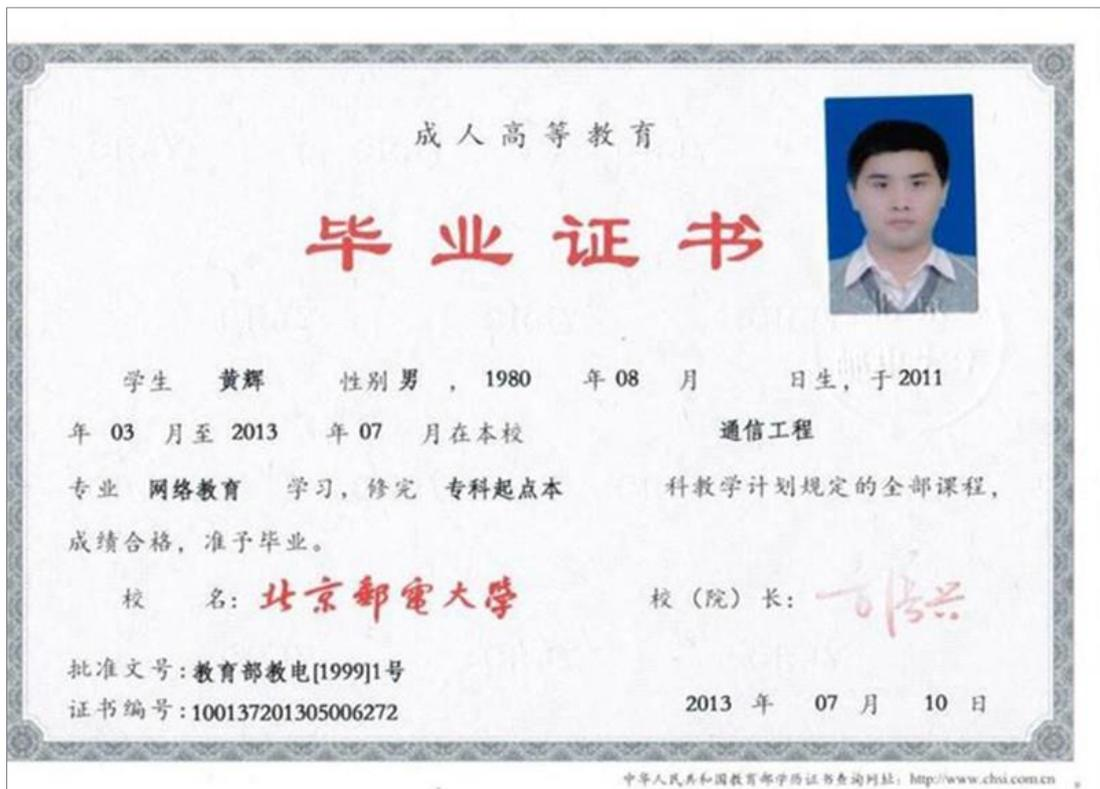 成人高等教育
毕业证书
学生 黄辉 性别 男 , 1980 年 08 月 日生, 于 2011
年 03 月至 2013 年 07 月在本校 通信工程
专业 网络教育 学习, 修完 专科起点本 科教学计划规定的全部课程,
成绩合格, 准予毕业。
校 名: 北京郵電大學 校（院）长:
批准文号: 教育部教电[1999]1号
证书编号: 100137201305006272 2013 年 07 月 10 日
中华人民共和国教育部学历证书查询网址: http://www.chsi.com.cn